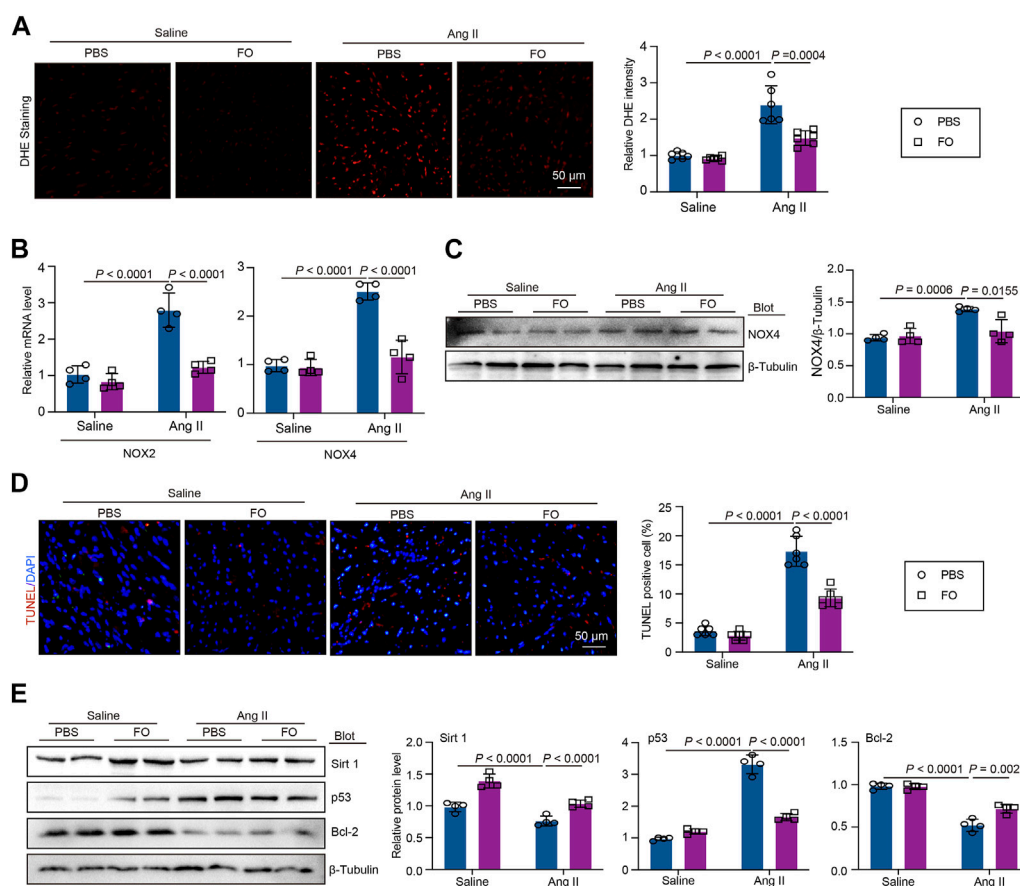 A
Saline
Ang II
PBS
FO
PBS
FO
DHE Staining
50 µm
Relative DHE intensity
P < 0.0001
P =0.0004
4
3
2
1
0
Saline
Ang II
PBS
FO
B
Relative mRNA level
P < 0.0001
P < 0.0001
4
3
2
1
0
Saline
Ang II
NOX2
P < 0.0001
P < 0.0001
3
2
1
0
Saline
Ang II
NOX4
C
Saline
Ang II
PBS
FO
PBS
FO
Blot
NOX4
β-Tubulin
NOX4/β-Tubulin
P = 0.0006
P = 0.0155
2.0
1.5
1.0
0.5
0.0
Saline
Ang II
D
Saline
Ang II
PBS
FO
PBS
FO
TUNEL/DAPI
50 µm
TUNEL positive cell (%)
P < 0.0001
P < 0.0001
25
20
15
10
5
0
Saline
Ang II
PBS
FO
E
Saline
Ang II
PBS
FO
PBS
FO
Blot
Sirt 1
p53
Bcl-2
β-Tubulin
Relative protein level
Sirt 1
P < 0.0001
P < 0.0001
2.0
1.5
1.0
0.5
0.0
Saline
Ang II
p53
P < 0.0001
P < 0.0001
4
3
2
1
0
Saline
Ang II
Bcl-2
P < 0.0001
P = 0.002
1.5
1.0
0.5
0.0
Saline
Ang II